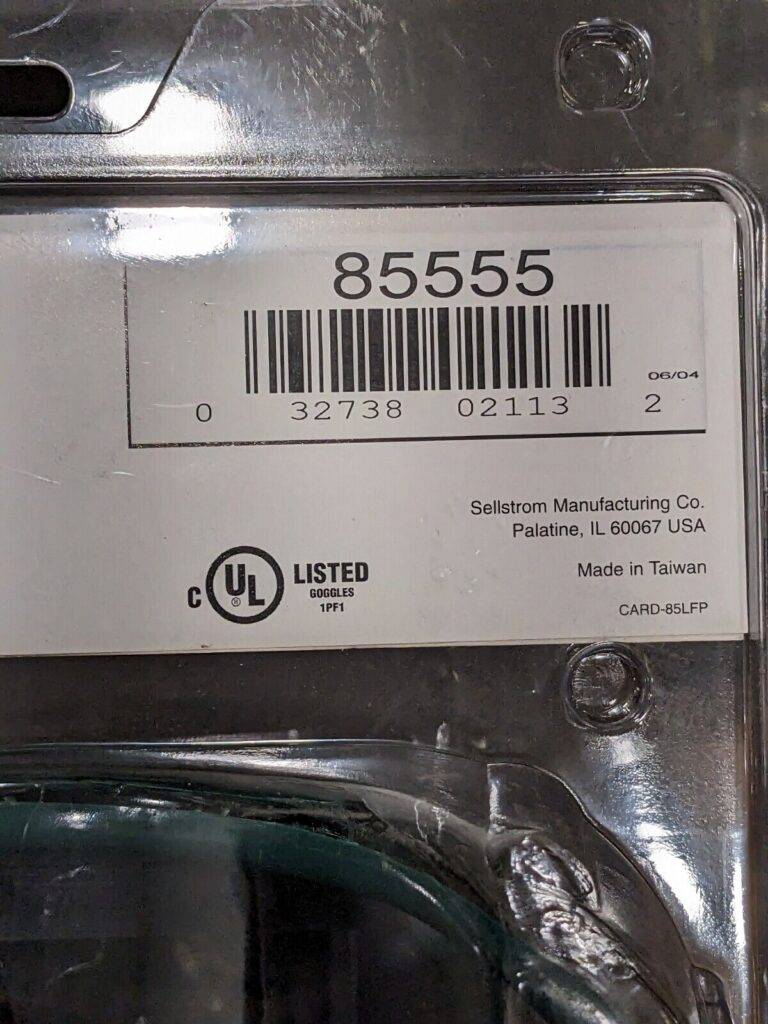 85555
06/04
0 32738 02113 2
Sellstrom Manufacturing Co.
Palatine, IL 60067 USA
Made in Taiwan
CARD-85LFP
C UL ® LISTED
GOGGLES
1PF1